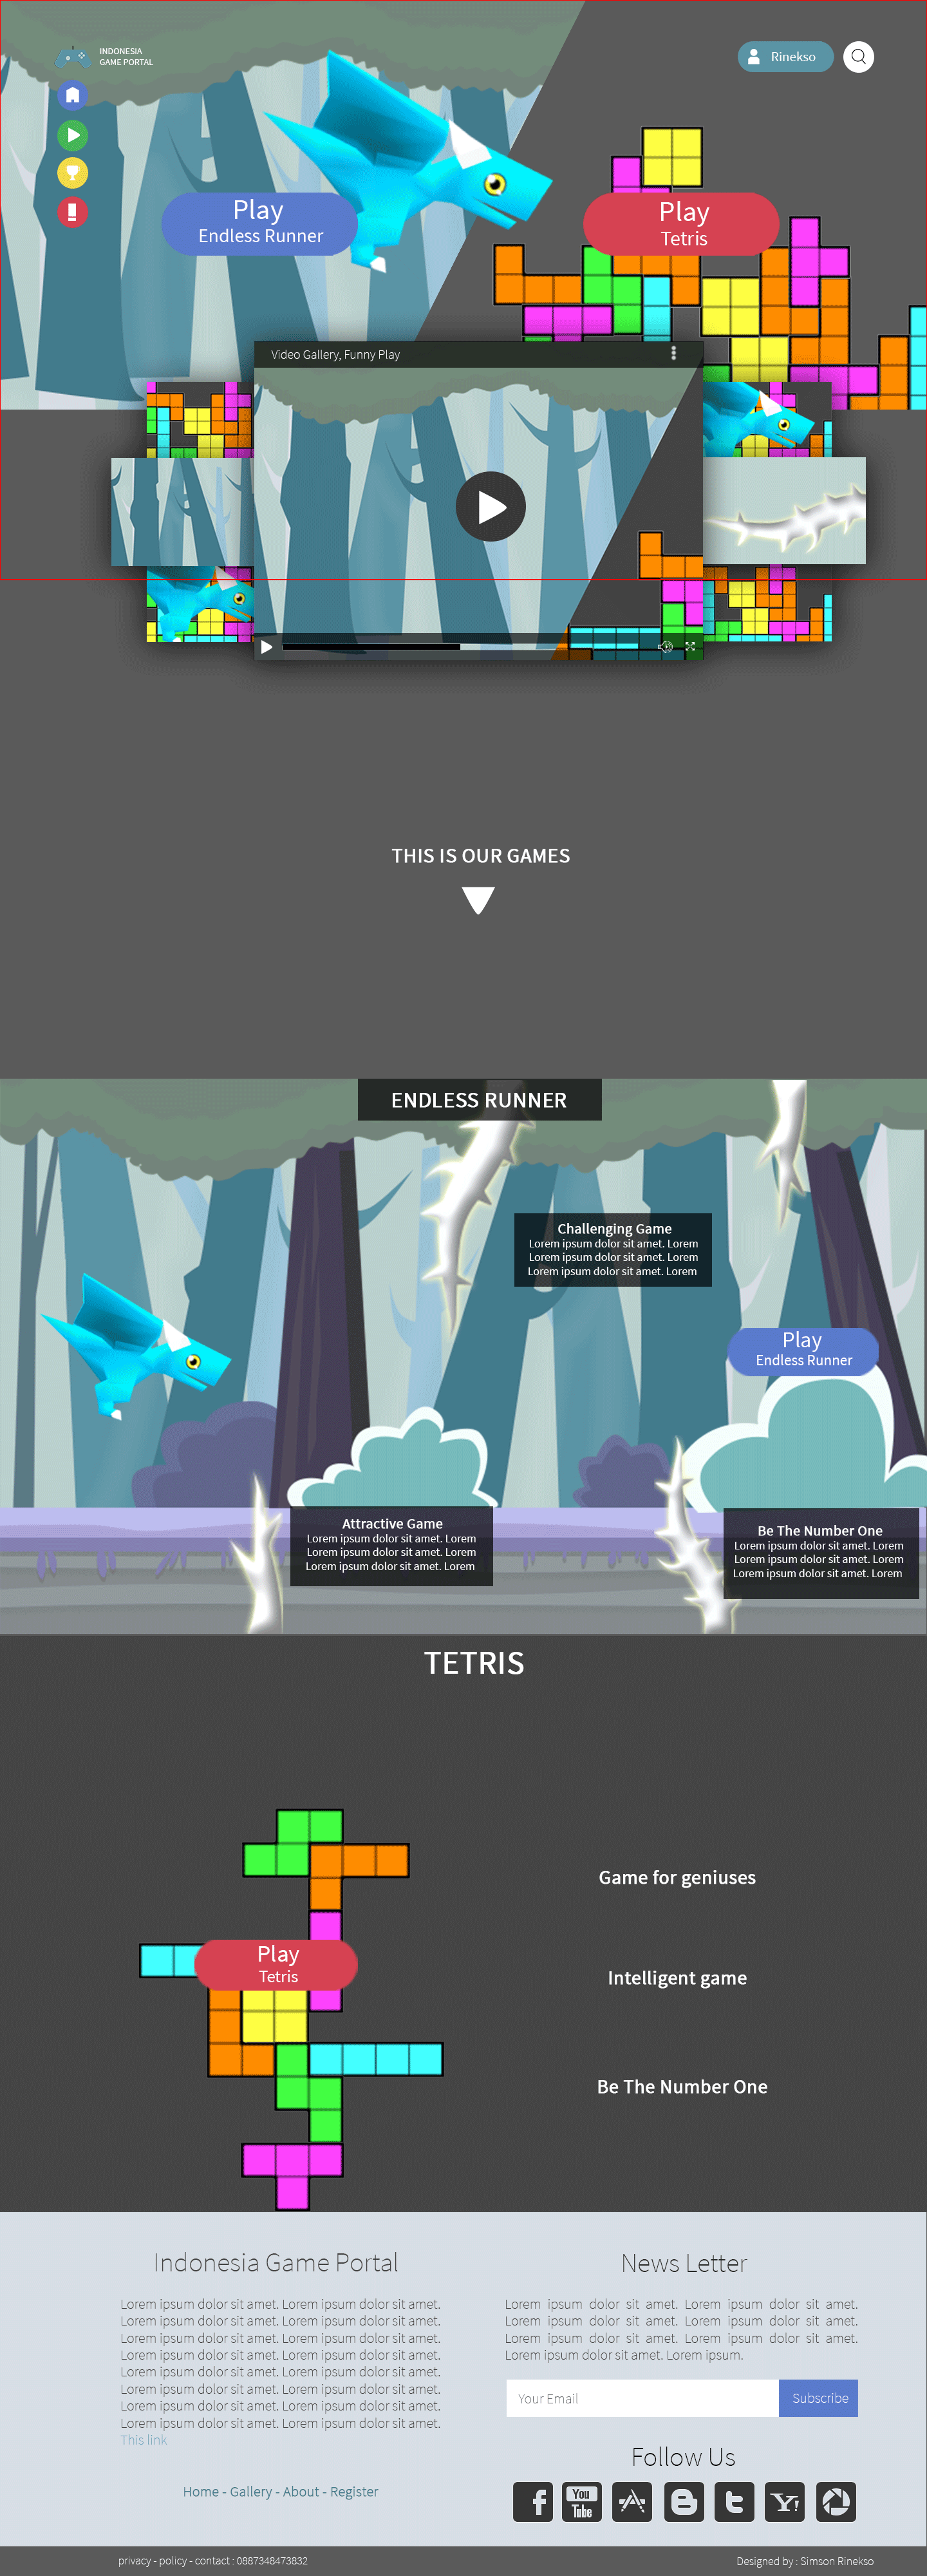 INDONESIA
GAME PORTAL
Rinekso
Play
Endless Runner
Play
Tetris
Video Gallery, Funny Play
THIS IS OUR GAMES
ENDLESS RUNNER
Challenging Game
Lorem ipsum dolor sit amet. Lorem
Lorem ipsum dolor sit amet. Lorem
Lorem ipsum dolor sit amet. Lorem
Play
Endless Runner
Attractive Game
Lorem ipsum dolor sit amet. Lorem
Lorem ipsum dolor sit amet. Lorem
Lorem ipsum dolor sit amet. Lorem
Be The Number One
Lorem ipsum dolor sit amet. Lorem
Lorem ipsum dolor sit amet. Lorem
Lorem ipsum dolor sit amet. Lorem
TETRIS
Play
Tetris
Game for geniuses
Intelligent game
Be The Number One
Indonesia Game Portal
Lorem ipsum dolor sit amet. Lorem ipsum dolor sit amet.
Lorem ipsum dolor sit amet. Lorem ipsum dolor sit amet.
Lorem ipsum dolor sit amet. Lorem ipsum dolor sit amet.
Lorem ipsum dolor sit amet. Lorem ipsum dolor sit amet.
Lorem ipsum dolor sit amet. Lorem ipsum dolor sit amet.
Lorem ipsum dolor sit amet. Lorem ipsum dolor sit amet.
Lorem ipsum dolor sit amet. Lorem ipsum dolor sit amet.
Lorem ipsum dolor sit amet. Lorem ipsum dolor sit amet.
This link
Home - Gallery - About - Register
News Letter
Lorem ipsum dolor sit amet. Lorem ipsum dolor sit amet.
Lorem ipsum dolor sit amet. Lorem ipsum dolor sit amet.
Lorem ipsum dolor sit amet. Lorem ipsum dolor sit amet.
Lorem ipsum dolor sit amet. Lorem ipsum.
Your Email
Subscribe
Follow Us
You
Tube
Y!
privacy - policy - contact : 0887348473832
Designed by : Simson Rinekso